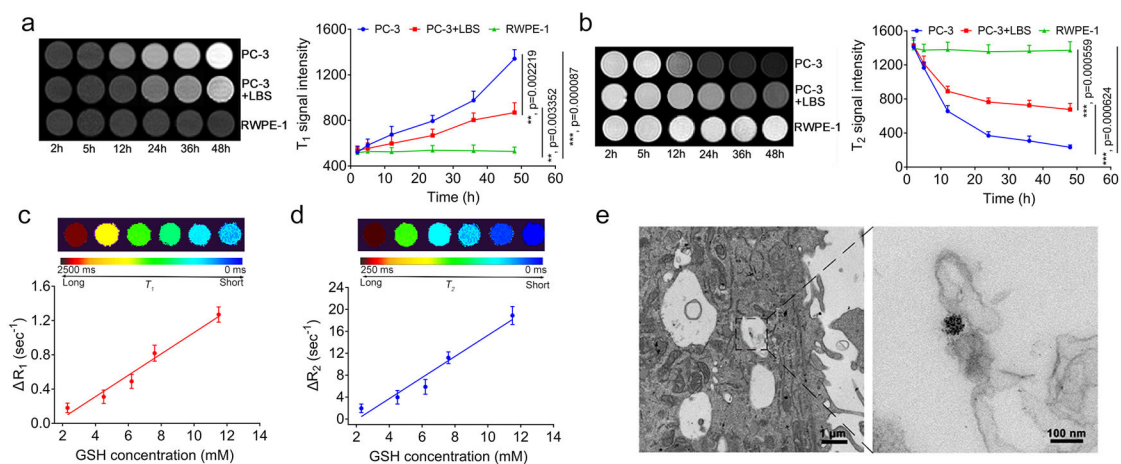 a
PC-3
PC-3
+LBS
RWPE-1
2h 5h 12h 24h 36h 48h
PC-3 PC-3+LBS RWPE-1
T1 signal intensity
1600
1200
800
400
0 10 20 30 40 50 60
Time (h)
**, p=0.002219
**, p=0.003352
***, p=0.000087
b
PC-3
PC-3
+LBS
RWPE-1
2h 5h 12h 24h 36h 48h
PC-3 PC-3+LBS RWPE-1
T2 signal intensity
1600
1200
800
400
0
0 10 20 30 40 50 60
Time (h)
**, p=0.000559
***, p=0.000624
c
2500 ms 0 ms
Long T1 Short
ΔR1 (sec-1)
1.6
1.2
0.8
0.4
0.0
2 4 6 8 10 12 14
GSH concentration (mM)
d
250 ms 0 ms
Long T2 Short
ΔR2 (sec-1)
24
20
16
12
8
4
0
2 4 6 8 10 12 14
GSH concentration (mM)
e
1 μm
100 nm